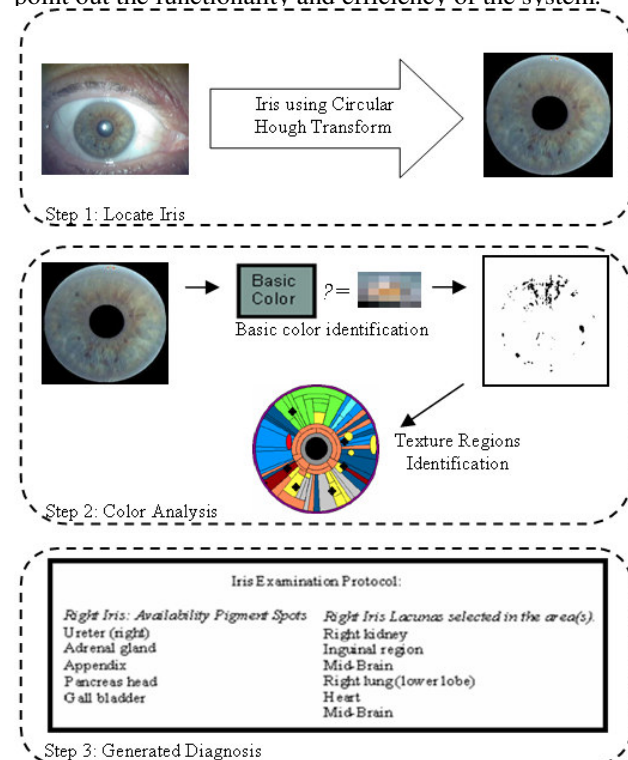 point out the functionality and efficiency of the system.
Iris using Circular
Hough Transform
Step 1: Locate Iris
Basic
Color
?=
Basic color identification
Texture Regions
Identification
Step 2: Color Analysis
Iris Examination Protocol:
Right Iris: Availability Pigment Spots
Ureter (right)
Adrenal gland
Appendix
Pancreas head
Gall bladder
Right Iris Lacunas selected in the area(s).
Right kidney
Inguinal region
Mid-Brain
Right lung (lower lobe)
Heart
Mid-Brain
Step 3: Generated Diagnosis